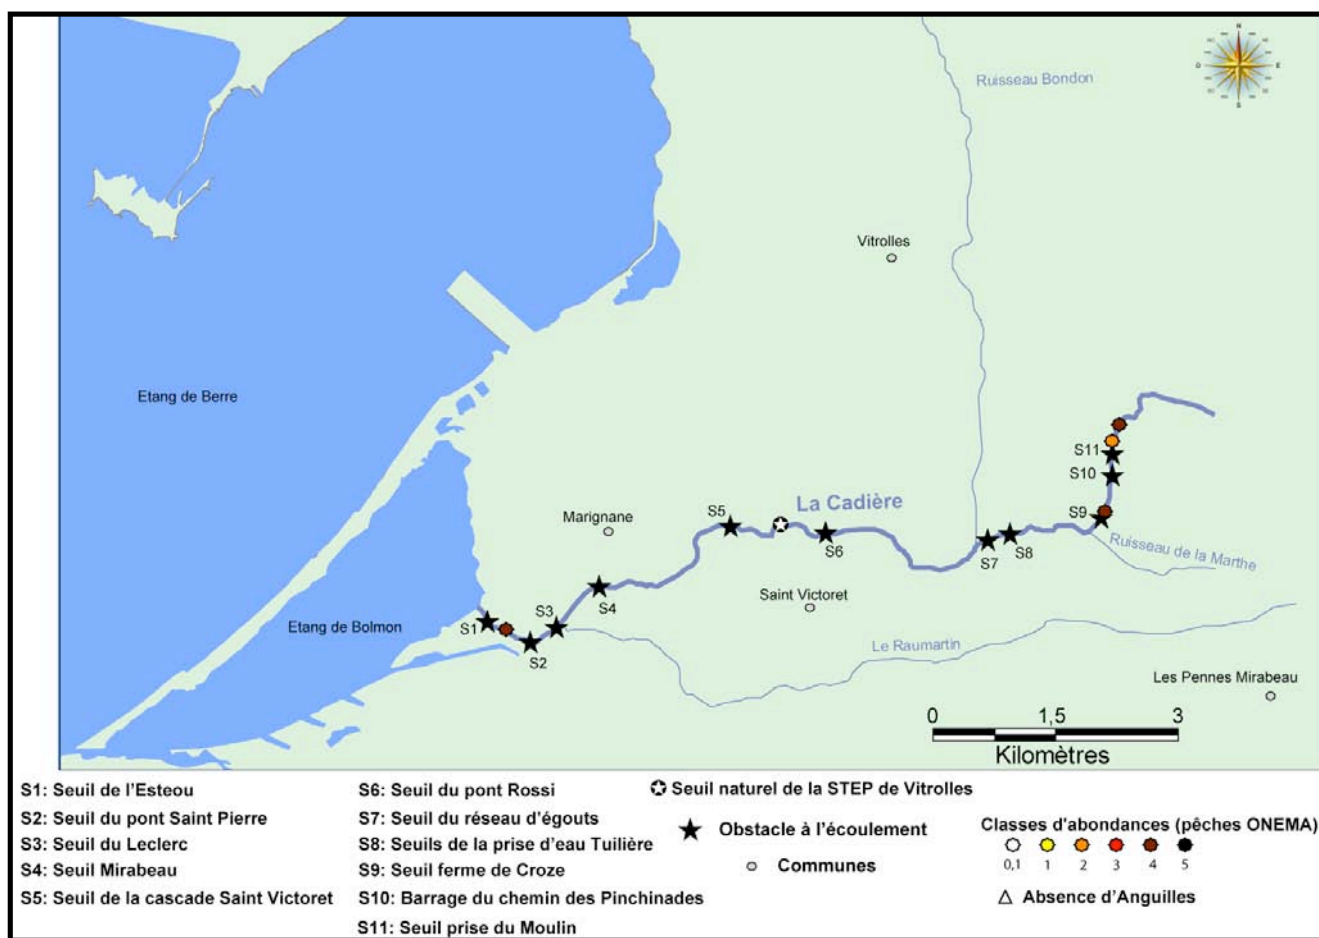 N
O
E
S
Ruisseau Bondon
Vitrolles
Etang de Berre
S11
S10
La Cadière
S5
S9
Marignane
S6
S7
S8
Ruisseau de la Marthe
S4
Saint Victoret
S3
S1
Etang de Bolmon
S2
Le Raumartin
Les Pennes Mirabeau
0 1,5 3
Kilomètres
S1: Seuil de l'Esteou
S2: Seuil du pont Saint Pierre
S3: Seuil du Leclerc
S4: Seuil Mirabeau
S5: Seuil de la cascade Saint Victoret
S6: Seuil du pont Rossi
S7: Seuil du réseau d'égouts
S8: Seuils de la prise d'eau Tuilière
S9: Seuil ferme de Croze
S10: Barrage du chemin des Pinchinades
S11: Seuil prise du Moulin
Seuil naturel de la STEP de Vitrolles
Obstacle à l'écoulement
Communes
Classes d'abondances (pêches ONEMA)
0,1 1 2 3 4 5
Absence d'Anguilles